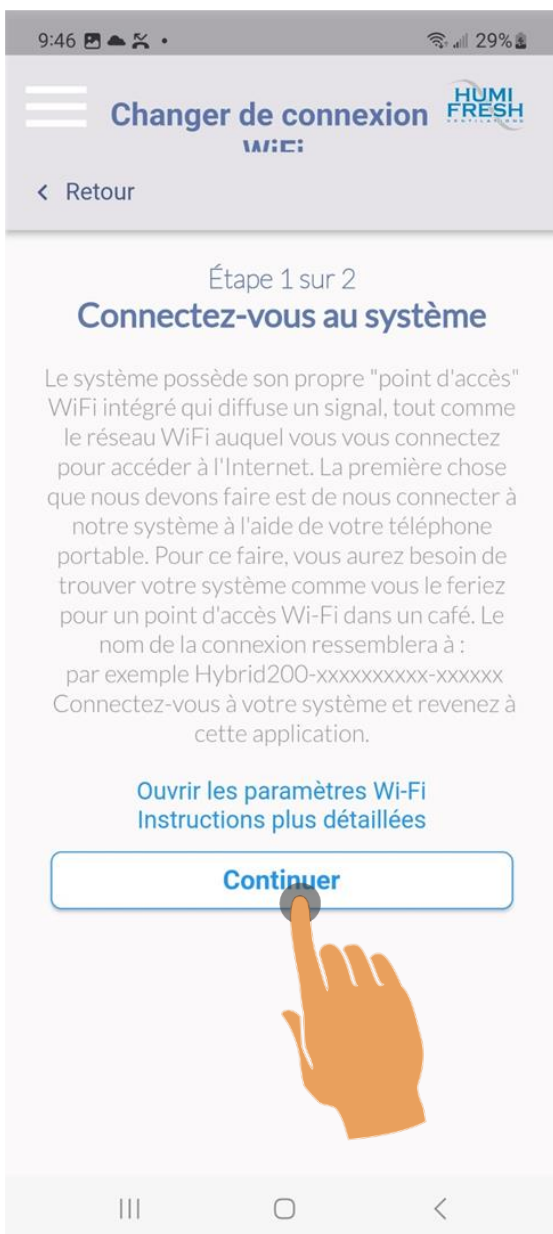 9:46
29%
Changer de connexion
WiFi
HUMI
FRESH
Retour
Étape 1 sur 2
Connectez-vous au système
Le système possède son propre "point d'accès"
WiFi intégré qui diffuse un signal, tout comme
le réseau WiFi auquel vous vous connectez
pour accéder à l'Internet. La première chose
que nous devons faire est de nous connecter à
notre système à l'aide de votre téléphone
portable. Pour ce faire, vous aurez besoin de
trouver votre système comme vous le feriez
pour un point d'accès Wi-Fi dans un café. Le
nom de la connexion ressemblera à :
par exemple Hybrid200-xxxxxxxxxx-xxxxxx
Connectez-vous à votre système et revenez à
cette application.
Ouvrir les paramètres Wi-Fi
Instructions plus détaillées
Continuer